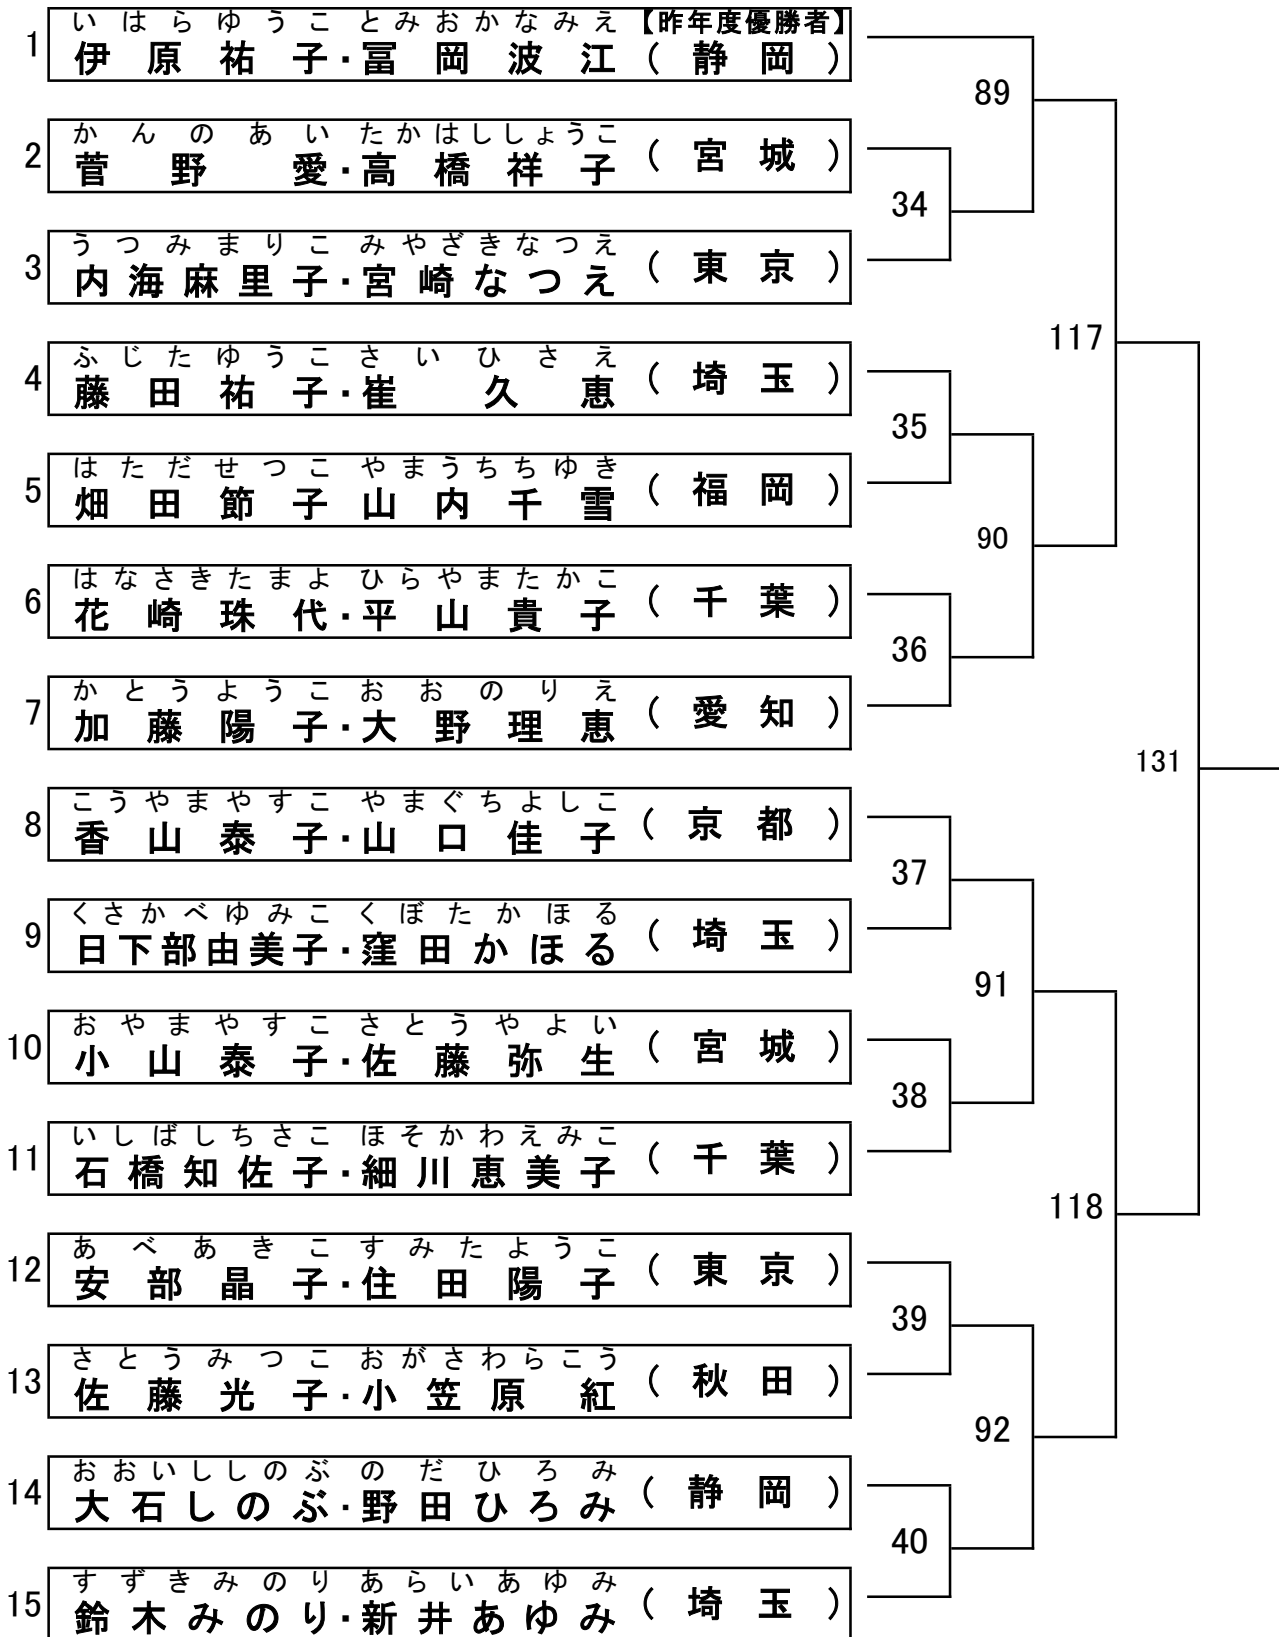 いはらゆうこ とみおかなみえ 【昨年度優勝者】
1 伊原祐子・冨岡波江 (静岡)
89
かんのあい たかはししょうこ
2 菅野愛・高橋祥子 (宮城)
34
うつみまりこ みやざきなつえ
3 内海麻里子・宮崎なつえ (東京)
117
ふじたゆうこ さいひさえ
4 藤田祐子・崔久恵 (埼玉)
35
はただせつこ やまうちちゆき
5 畑田節子 山内千雪 (福岡)
90
はなさきたまよ ひらやまたかこ
6 花崎珠代・平山貴子 (千葉)
36
かとうようこ おおのりえ
7 加藤陽子・大野理恵 (愛知)
131
こうやまやすこ やまぐちよしこ
8 香山泰子・山口佳子 (京都)
37
くさかべゆみこ くぼたかほる
9 日下部由美子・窪田かほる (埼玉)
91
おやまやすこ さとうやよい
10 小山泰子・佐藤弥生 (宮城)
38
いしばしちさこ ほそかわえみこ
11 石橋知佐子・細川恵美子 (千葉)
118
あべあきこ すみたようこ
12 安部晶子・住田陽子 (東京)
39
さとうみつこ おがさわらこう
13 佐藤光子・小笠原紅 (秋田)
92
おおいししのぶ のだひろみ
14 大石しのぶ・野田ひろみ (静岡)
40
すずきみのり あらいあゆみ
15 鈴木みのり・新井あゆみ (埼玉)